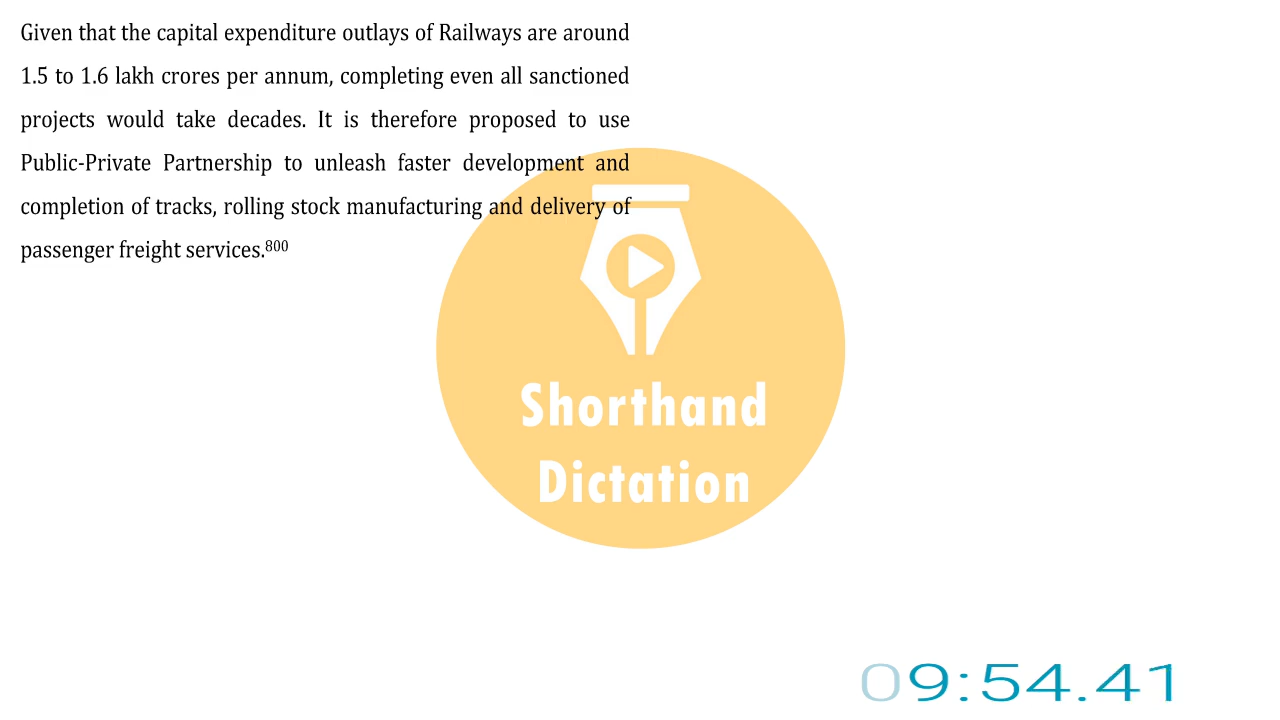 Given that the capital expenditure outlays of Railways are around
1.5 to 1.6 lakh crores per annum, completing even all sanctioned
projects would take decades. It is therefore proposed to use
Public-Private Partnership to unleash faster development and
completion of tracks, rolling stock manufacturing and delivery of
passenger freight services.800
Shorthand
Dictation
09:54.41